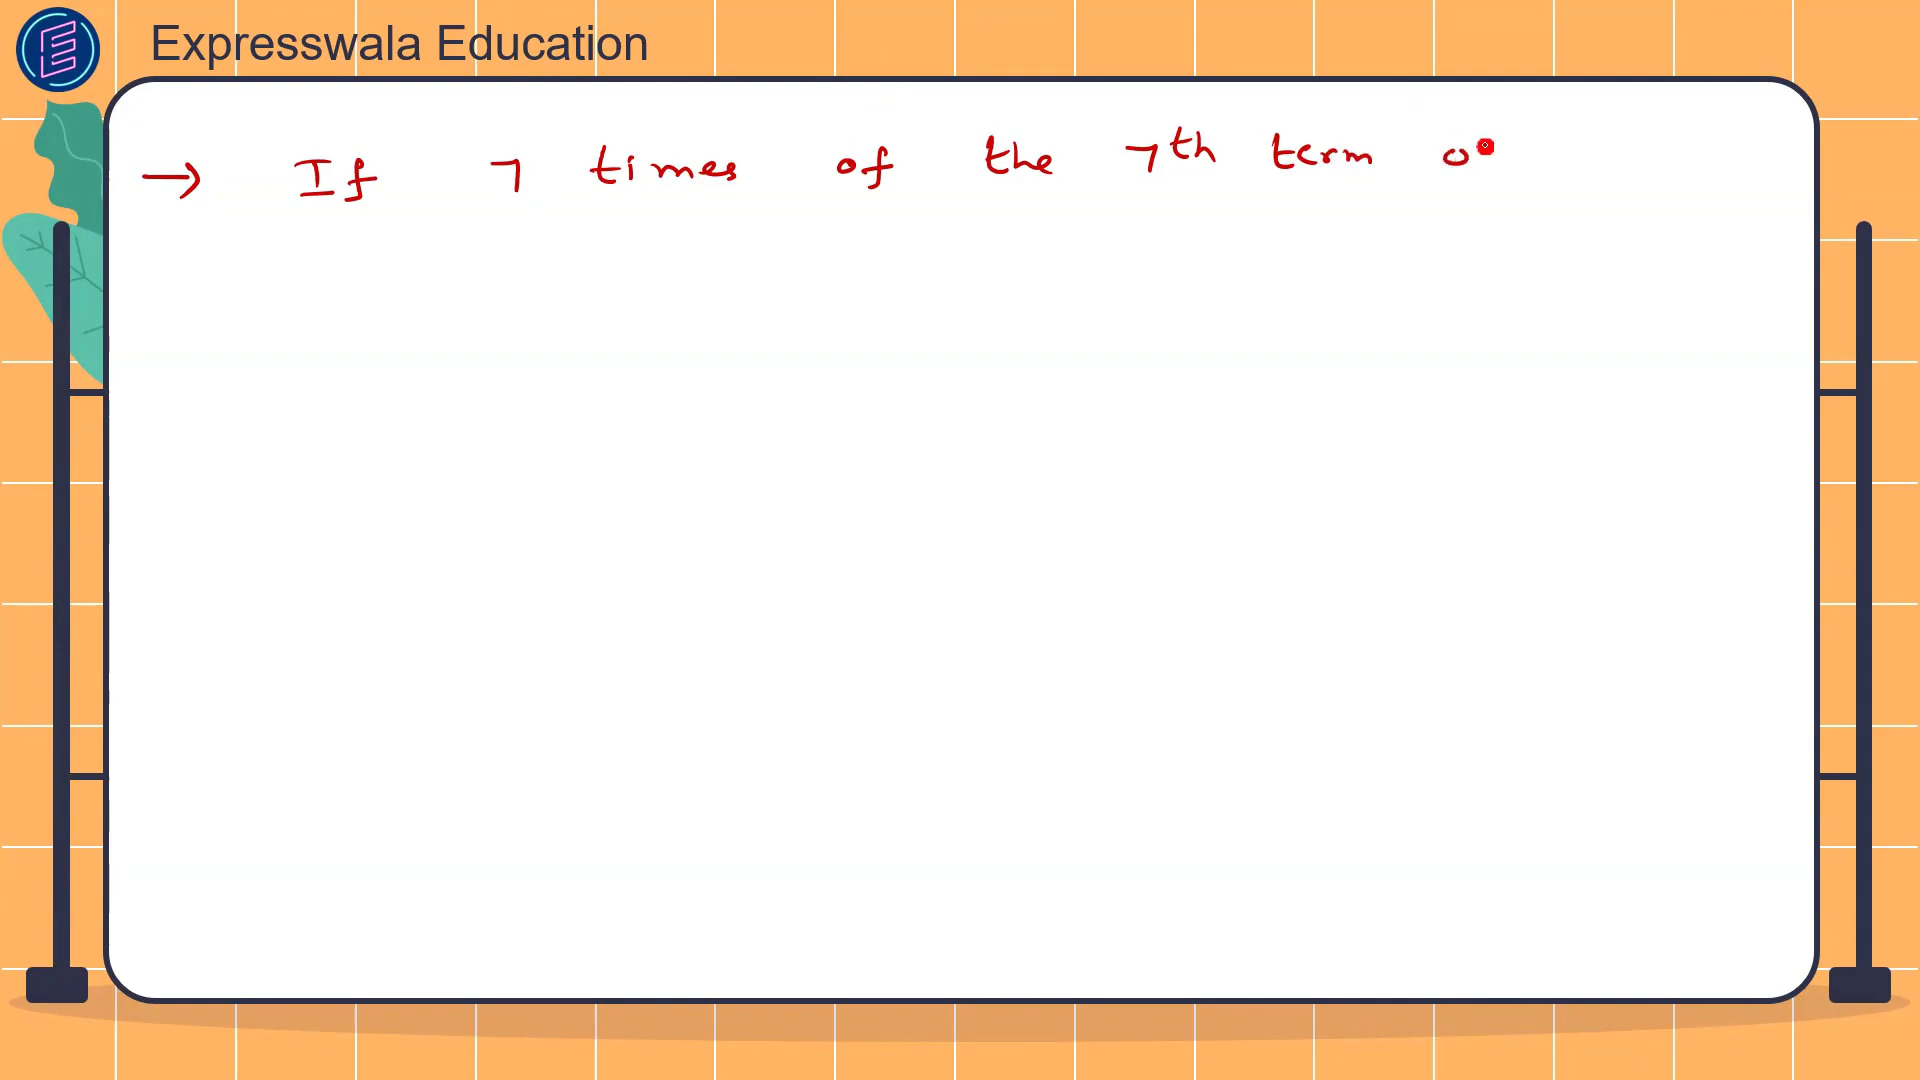 Expresswala Education
→ If 7 times of the 7th term o